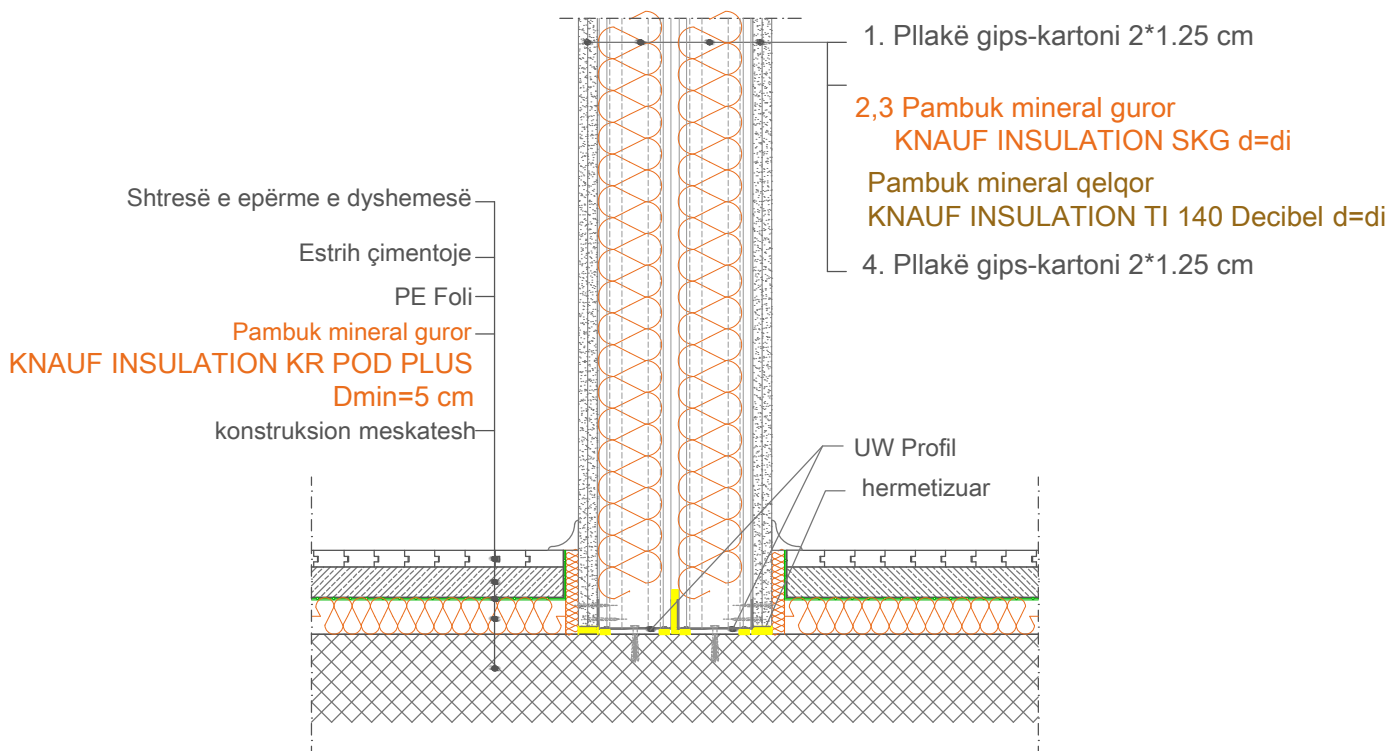 1. Pllakë gips-kartoni 2*1.25 cm
2,3 Pambuk mineral guror
KNAUF INSULATION SKG d=di
Pambuk mineral qelqor
KNAUF INSULATION TI 140 Decibel d=di
4. Pllakë gips-kartoni 2*1.25 cm
Shtresë e epërme e dyshemesë
Estrih çimentoje
PE Foli
Pambuk mineral guror
KNAUF INSULATION KR POD PLUS
Dmin=5 cm
konstruksion meskatesh
UW Profil
hermetizuar